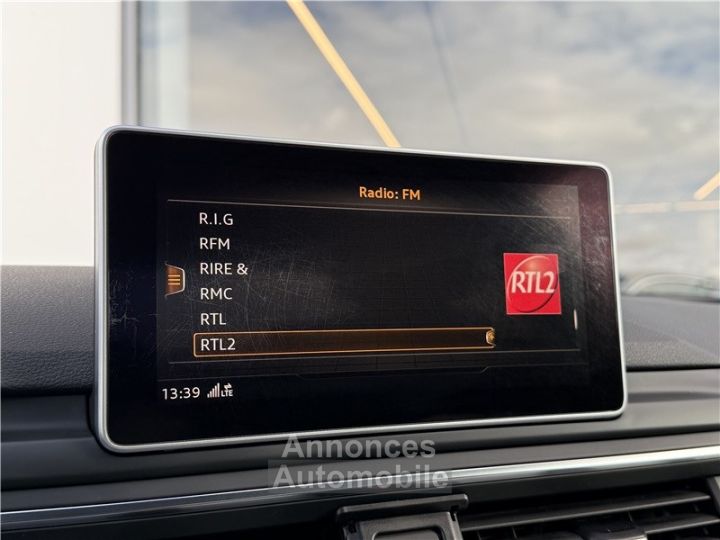 Radio: FM
R.I.G
RFM
RIRE &
RMC
RTL
RTL2
RTL2
13:39 LTE
Annonces
Automobile